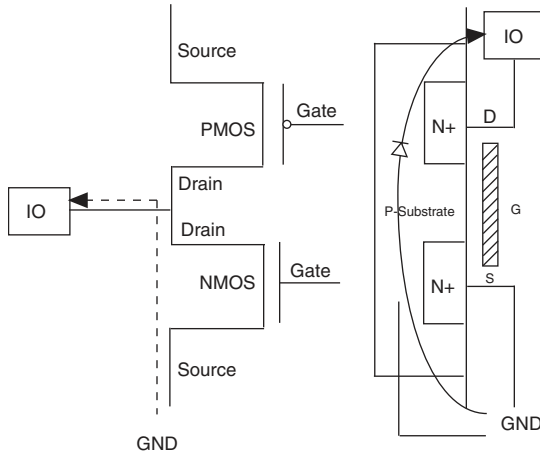 Source
PMOS
Gate
Drain
IO
Drain
NMOS
Gate
Source
GND
IO
N+
D
P-Substrate
G
S
N+
GND